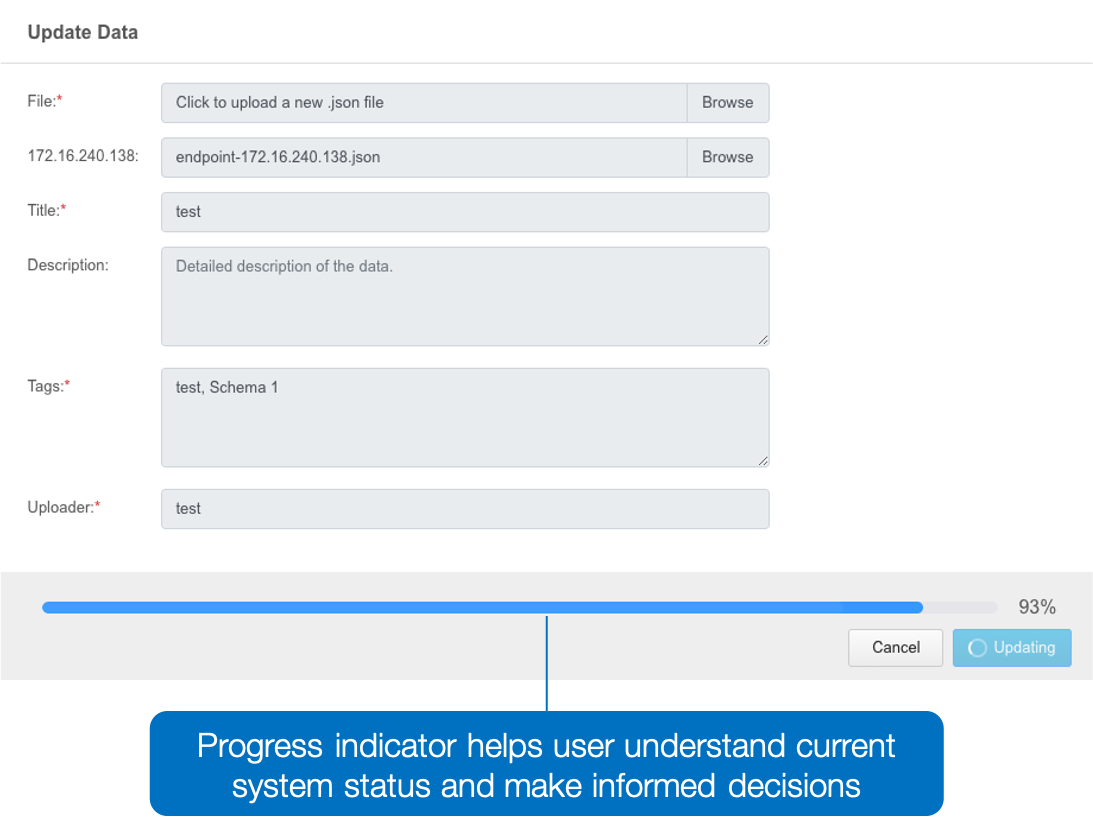 Update Data
File:* Click to upload a new .json file Browse
172.16.240.138: endpoint-172.16.240.138.json Browse
Title:* test
Description: Detailed description of the data.
Tags:* test, Schema 1
Uploader:* test
93%
Cancel Updating
Progress indicator helps user understand current
system status and make informed decisions